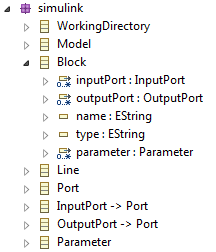 simulink
WorkingDirectory
Model
Block
inputPort : InputPort
outputPort : OutputPort
name : EString
type : EString
parameter : Parameter
Line
Port
InputPort -> Port
OutputPort -> Port
Parameter